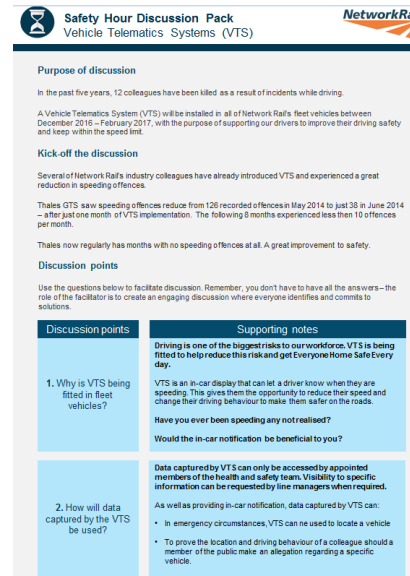 Safety Hour Discussion Pack
Vehicle Telematics Systems (VTS)
NetworkRai
Purpose of discussion
In the past five years, 12 colleagues have been killed as a result of incidents while driving.
A Vehicle Telematics System (VTS) will be installed in all of Network Rail's fleet vehicles between
December 2016 – February 2017, with the purpose of supporting our drivers to improve their driving safety
and keep within the speed limit.
Kick-off the discussion
Several of Network Rail's industry colleagues have already introduced VTS and experienced a great
reduction in speeding offences.
Thales GTS saw speeding offences reduce from 126 recorded offences in May 2014 to just 38 in June 2014
– after just one month of VTS implementation. The following 8 months experienced less then 10 offences
per month.
Thales now regularly has months with no speeding offences at all. A great improvement to safety.
Discussion points
Use the questions below to facilitate discussion. Remember, you don't have to have all the answers – the
role of the facilitator is to create an engaging discussion where everyone identifies and commits to
solutions.
Discussion points
Supporting notes
1. Why is VTS being
fitted in fleet
vehicles?
Driving is one of the biggest risks to our workforce. VTS is being
fitted to help reduce this risk and get Everyone Home Safe Every
day.
VTS is an in-car display that can let a driver know when they are
speeding. This gives them the opportunity to reduce their speed and
change their driving behaviour to make them safer on the roads.
Have you ever been speeding any not realised?
Would the in-car notification be beneficial to you?
2. How will data
captured by the VTS
be used?
Data captured by VTS can only be accessed by appointed
members of the health and safety team. Visibility to specific
information can be requested by line managers when required.
As well as providing in-car notification, data captured by VTS can:
• In emergency circumstances, VTS can ne used to locate a vehicle
• To prove the location and driving behaviour of a colleague should a
member of the public make an allegation regarding a specific
vehicle.